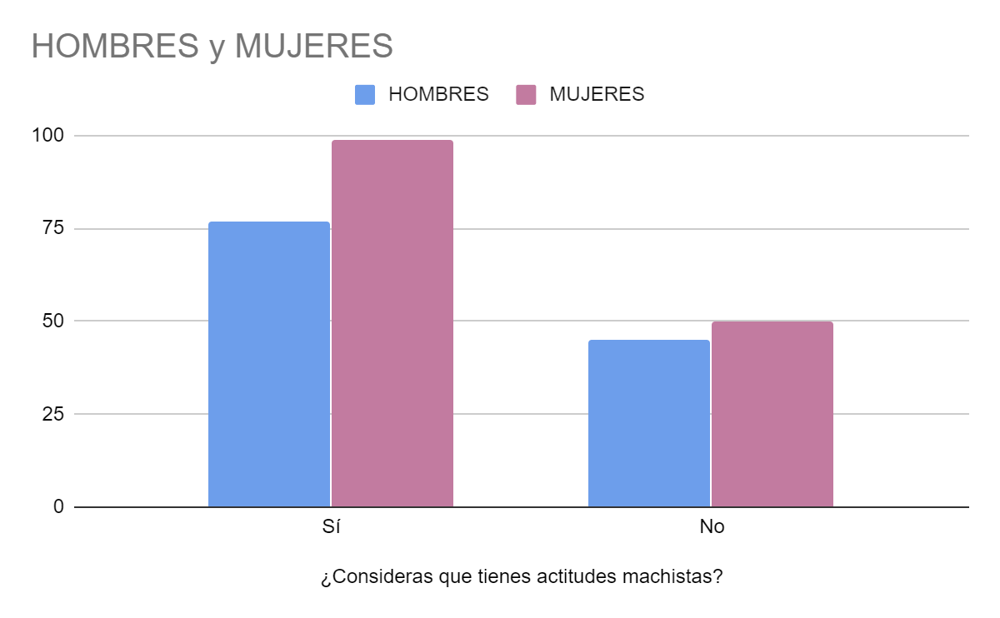 HOMBRES y MUJERES
HOMBRES MUJERES
100
75
50
25
0
Sí No
¿Consideras que tienes actitudes machistas?